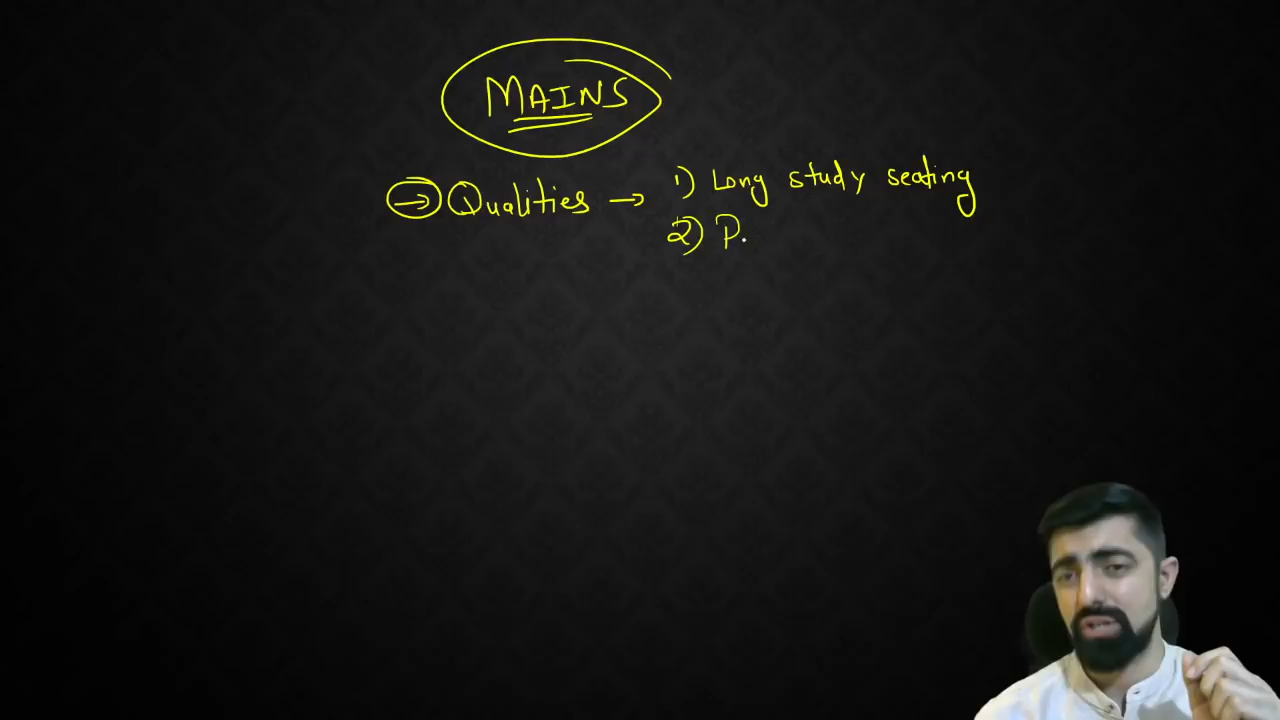 MAINS
→ Qualities → 1) Long study seating
2) P.